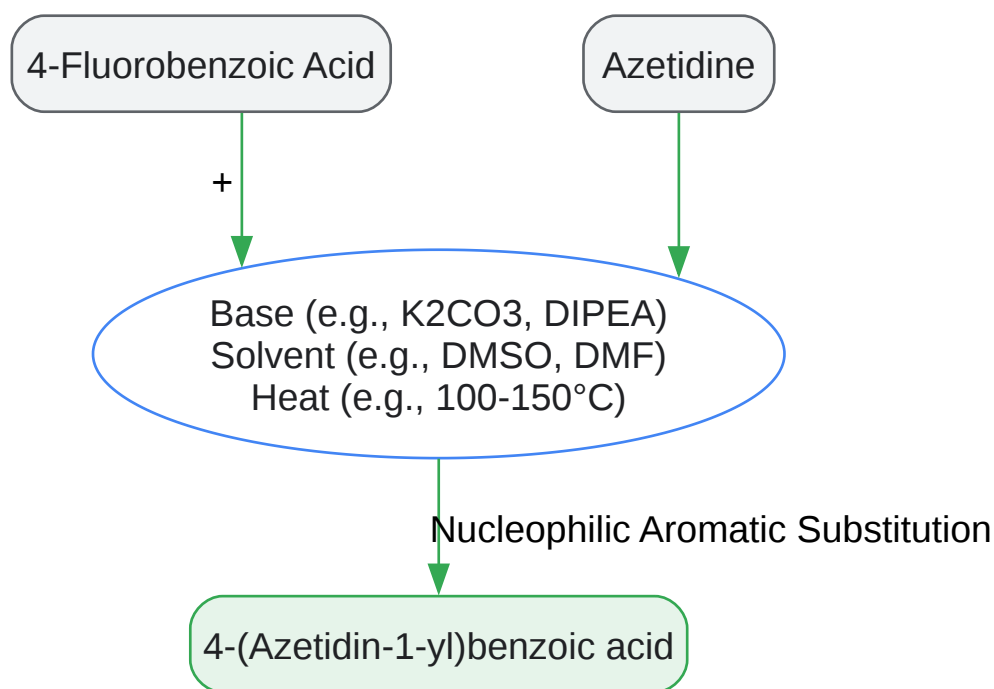 4-Fluorobenzoic Acid
Azetidine
+
Base (e.g., K2CO3, DIPEA)
Solvent (e.g., DMSO, DMF)
Heat (e.g., 100-150°C)
Nucleophilic Aromatic Substitution
4-(Azetidin-1-yl)benzoic acid